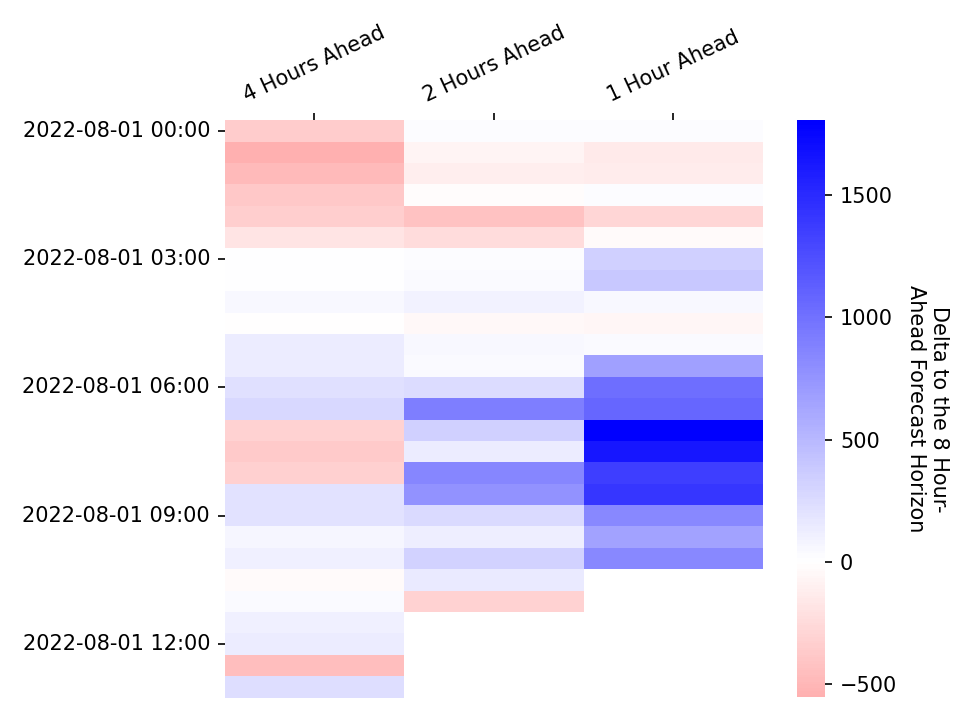 4 Hours Ahead
2 Hours Ahead
1 Hour Ahead
2022-08-01 00:00
2022-08-01 03:00
2022-08-01 06:00
2022-08-01 09:00
2022-08-01 12:00
1500
1000
500
0
−500
Delta to the 8 Hour-
Ahead Forecast Horizon